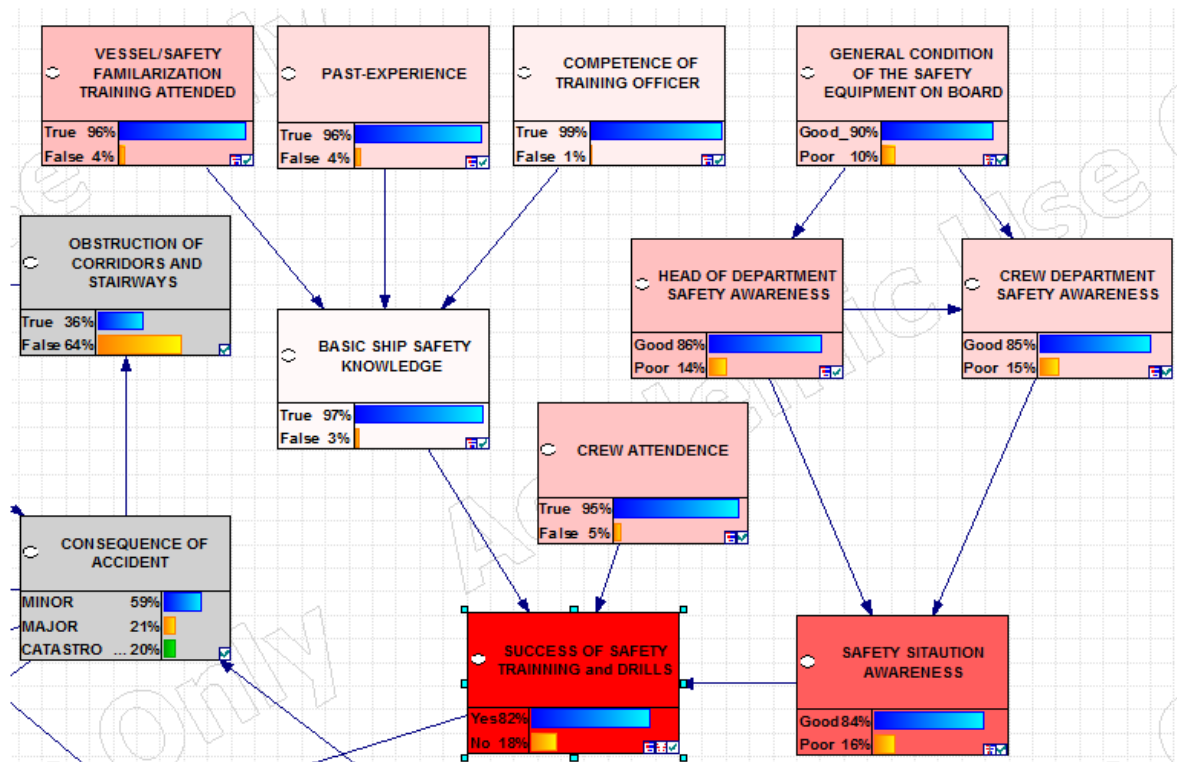 VESSEL/SAFETY
FAMILARIZATION
TRAINING ATTENDED
True 96%
False 4%
PAST-EXPERIENCE
True 96%
False 4%
COMPETENCE OF
TRAINING OFFICER
True 99%
False 1%
GENERAL CONDITION
OF THE SAFETY
EQUIPMENT ON BOARD
Good_90%
Poor 10%
OBSTRUCTION OF
CORRIDORS AND
STAIRWAYS
True 36%
False 64%
HEAD OF DEPARTMENT
SAFETY AWARENESS
Good 86%
Poor 14%
CREW DEPARTMENT
SAFETY AWARENESS
Good 85%
Poor 15%
BASIC SHIP SAFETY
KNOWLEDGE
True 97%
False 3%
CREW ATTENDENCE
True 95%
False 5%
CONSEQUENCE OF
ACCIDENT
MINOR 59%
MAJOR 21%
CATASTRO ... 20%
SUCCESS OF SAFETY
TRAINNING and DRILLS
Yes82%
No 18%
SAFETY SITAUTION
AWARENESS
Good84%
Poor 16%
Academic Use
Only